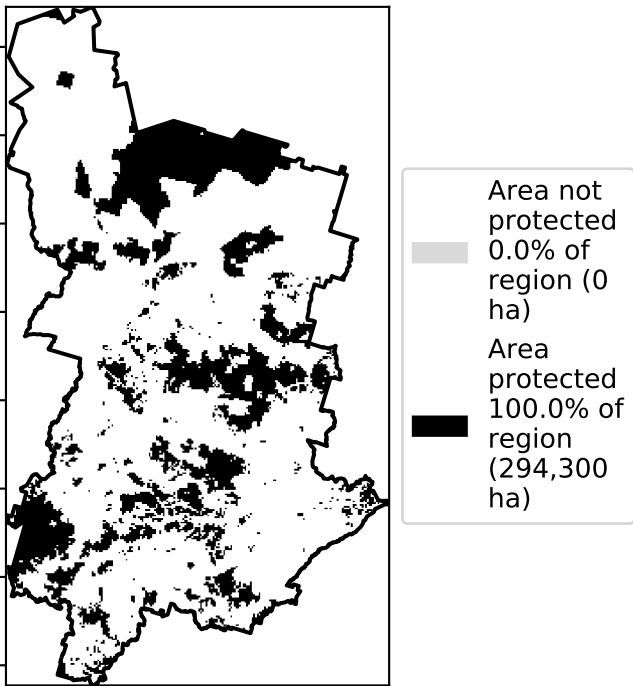 Area not
protected
0.0% of
region (0
ha)
Area
protected
100.0% of
region
(294,300
ha)